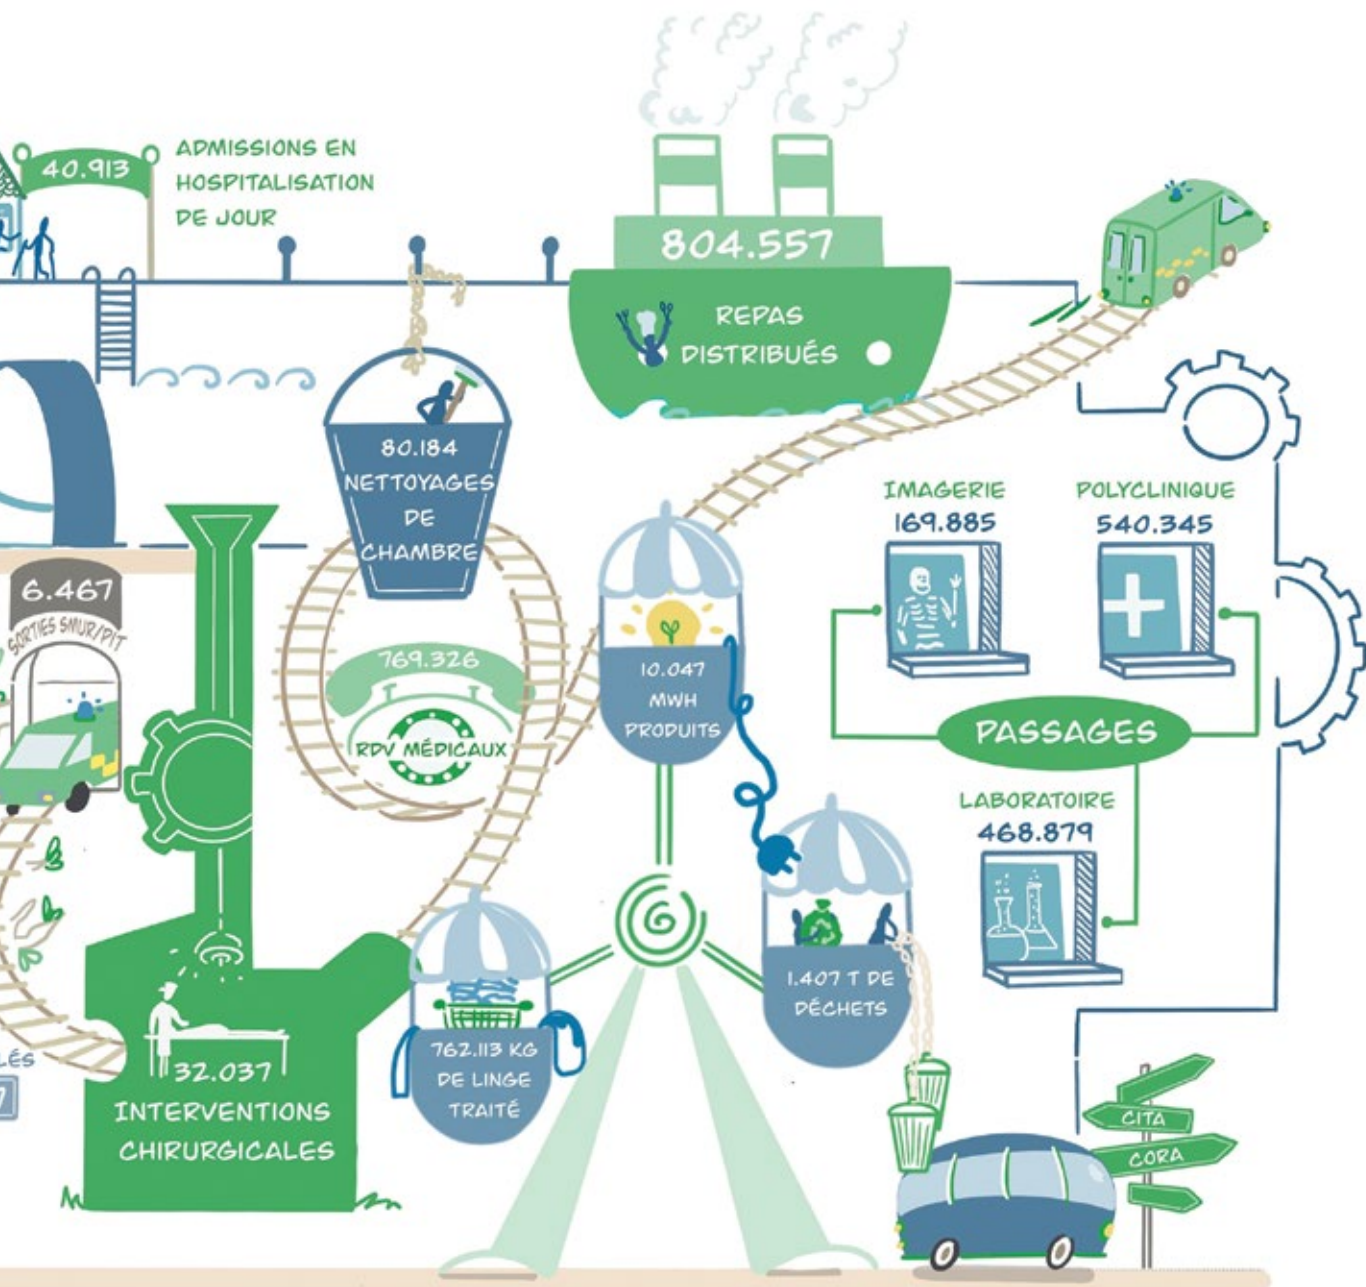 40.913
ADMISSIONS EN
HOSPITALISATION
DE JOUR
804.557
REPAS
DISTRIBUÉS
80.184
NETTOYAGES
DE
CHAMBRE
IMAGERIE
169.885
POLYCLINIQUE
540.345
6.467
SORTIES SMUR/PIT
769.326
RDV MÉDICAUX
10.047
MWH
PRODUITS
PASSAGES
LABORATOIRE
468.879
1.407 T DE
DÉCHETS
762.113 KG
DE LINGE
TRAITÉ
LÉS
7
32.037
INTERVENTIONS
CHIRURGICALES
CITA
CORA